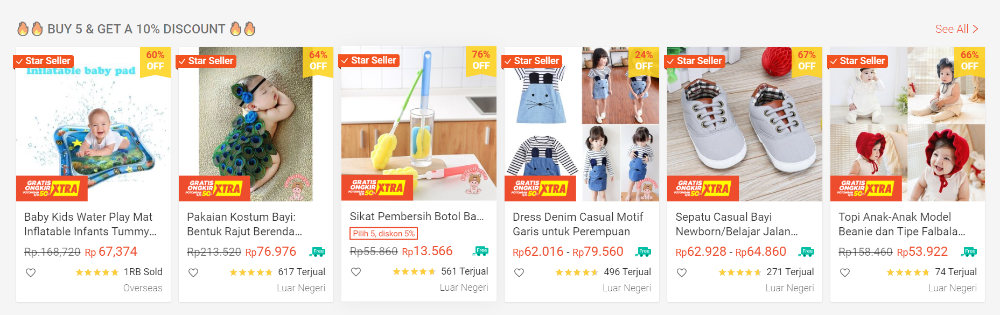 BUY 5 & GET A 10% DISCOUNT
See All >
Star Seller
60%
OFF
Inflatable baby pad
GRATIS
ONGKIR
XTRA
Baby Kids Water Play Mat
Inflatable Infants Tummy...
Rp.168,720 Rp 67,374
1RB Sold
Overseas
Star Seller
64%
OFF
perfectforyou
GRATIS
ONGKIR
XTRA
Pakaian Kostum Bayi:
Bentuk Rajut Berenda...
Rp213.520 Rp76.976 Free
617 Terjual
Luar Negeri
Star Seller
76%
OFF
perfectforyou
GRATIS
ONGKIR
XTRA
Sikat Pembersih Botol Ba...
Pilih 5, diskon 5%
Rp55.860 Rp13.566 Free
561 Terjual
Luar Negeri
Star Seller
24%
OFF
GRATIS
ONGKIR
XTRA
Dress Denim Casual Motif
Garis untuk Perempuan
Rp62.016 - Rp79.560 Free
496 Terjual
Luar Negeri
Star Seller
67%
OFF
GRATIS
ONGKIR
XTRA
Sepatu Casual Bayi
Newborn/Belajar Jalan...
Rp62.928 - Rp64.860 Free
271 Terjual
Luar Negeri
Star Seller
66%
OFF
GRATIS
ONGKIR
XTRA
Topi Anak-Anak Model
Beanie dan Tipe Falbala...
Rp158.460 Rp53.922 Free
74 Terjual
Luar Negeri